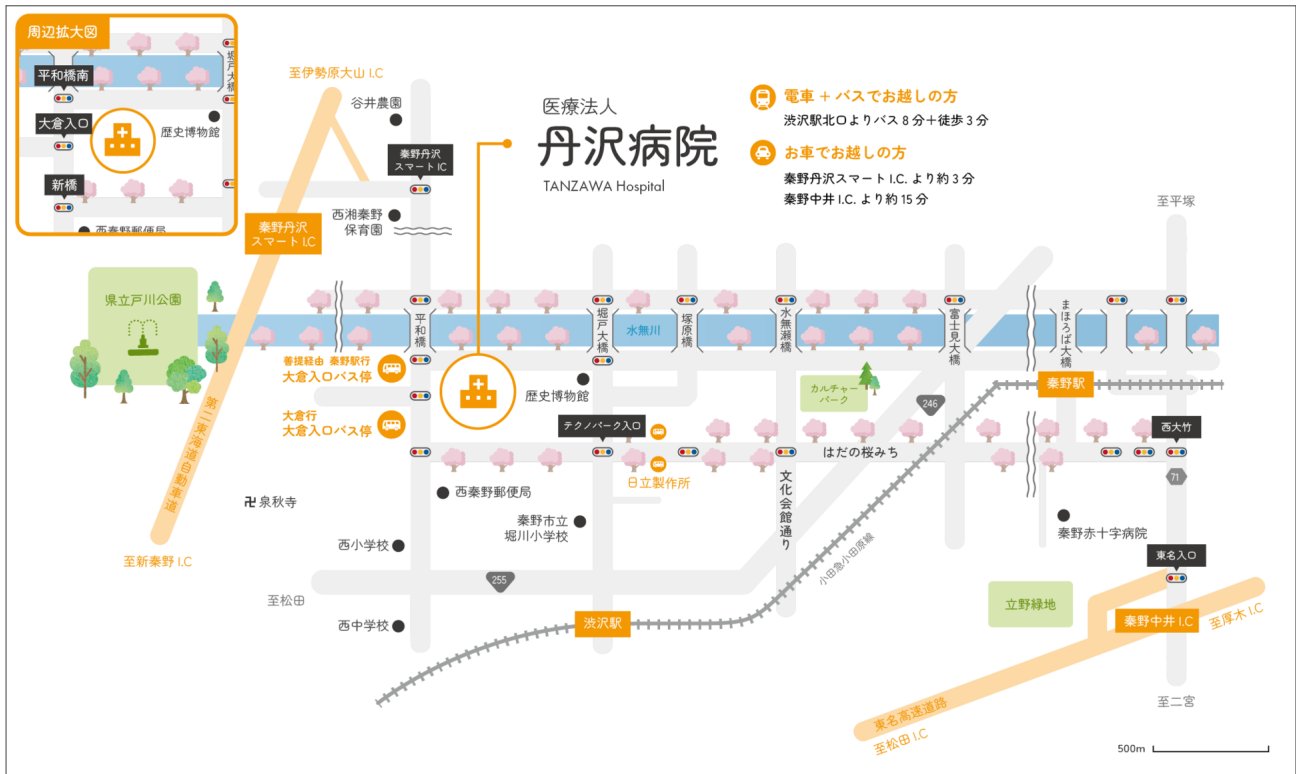 周辺拡大図
平和橋南
堀戸大橋
大倉入口
歴史博物館
新橋
西秦野郵便局
至伊勢原大山 I.C
谷井農園
秦野丹沢
スマートIC
西湘秦野
保育園
秦野丹沢
スマート I.C
医療法人
丹沢病院
TANZAWA Hospital
電車 + バスでお越しの方
渋沢駅北口よりバス 8 分+徒歩 3 分
お車でお越しの方
秦野丹沢スマート I.C. より約 3 分
秦野中井 I.C. より約 15 分
至平塚
県立戸川公園
平和橋
堀戸大橋
水無川
塚原橋
水無瀬橋
富士見大橋
まほろば大橋
善提経由 秦野駅行
大倉入口バス停
大倉行
大倉入口バス停
歴史博物館
カルチャー
パーク
秦野駅
246
テクノパーク入口
西大竹
はだの桜みち
日立製作所
71
第二東海道自動車道
卍 泉秋寺
西秦野郵便局
秦野市立
堀川小学校
文化会館通り
秦野赤十字病院
西小学校
小田急小田原線
東名入口
至新秦野 I.C
255
至松田
立野緑地
西中学校
渋沢駅
秦野中井 I.C
至厚木 I.C
東名高速道路
至松田 I.C
至二宮
500m